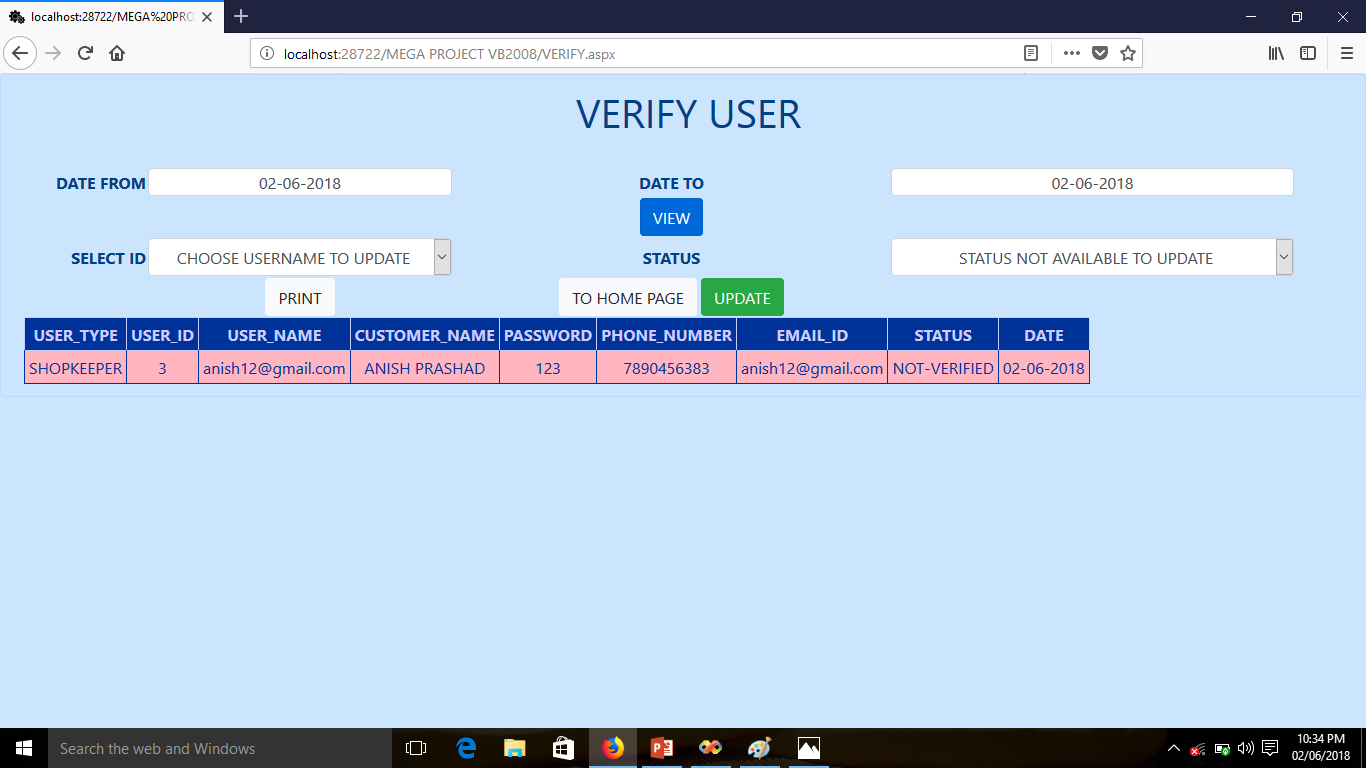 localhost:28722/MEGA%20PRO
localhost:28722/MEGA PROJECT VB2008/VERIFY.aspx
VERIFY USER
DATE FROM 02-06-2018 DATE TO 02-06-2018
VIEW
SELECT ID CHOOSE USERNAME TO UPDATE STATUS STATUS NOT AVAILABLE TO UPDATE
PRINT TO HOME PAGE UPDATE
USER_TYPE USER_ID USER_NAME CUSTOMER_NAME PASSWORD PHONE_NUMBER EMAIL_ID STATUS DATE
SHOPKEEPER 3 anish12@gmail.com ANISH PRASHAD 123 7890456383 anish12@gmail.com NOT-VERIFIED 02-06-2018
Search the web and Windows
10:34 PM
02/06/2018